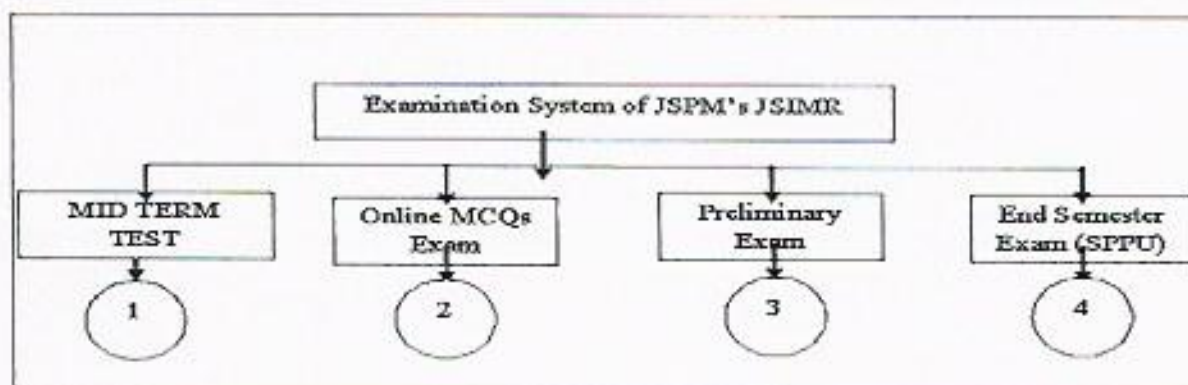 Examination System of JSPM's JSIMR
MID TERM
TEST
Online MCQs
Exam
Preliminary
Exam
End Semester
Exam (SPPU)
1
2
3
4